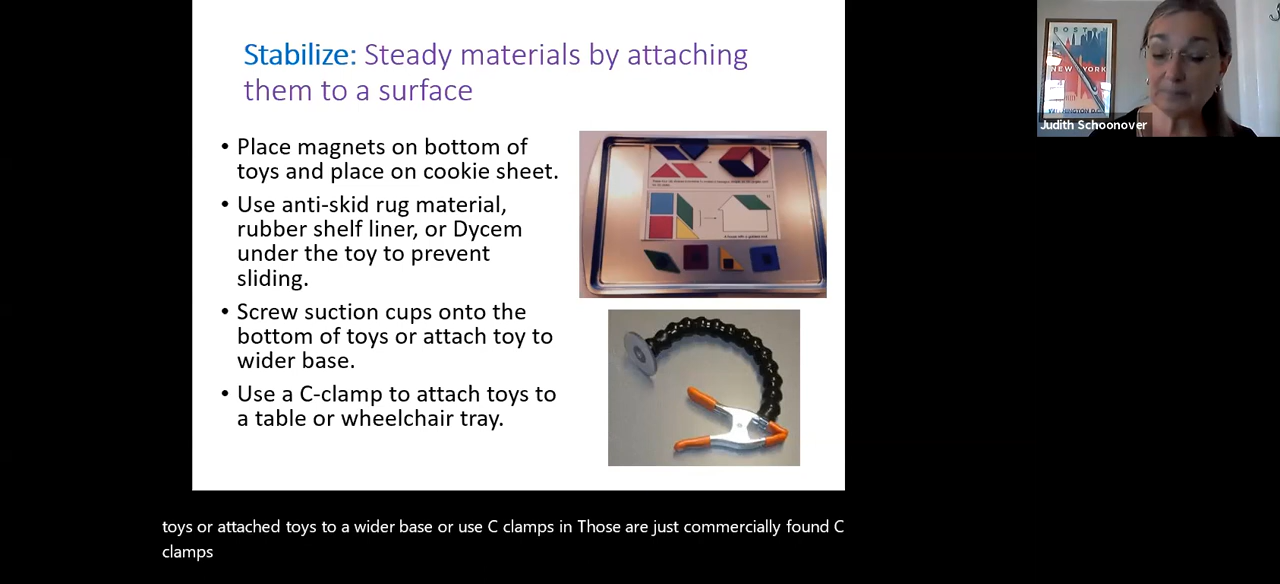 Stabilize: Steady materials by attaching
them to a surface
• Place magnets on bottom of
toys and place on cookie sheet.
• Use anti-skid rug material,
rubber shelf liner, or Dycem
under the toy to prevent
sliding.
• Screw suction cups onto the
bottom of toys or attach toy to
wider base.
• Use a C-clamp to attach toys to
a table or wheelchair tray.
BOSTON
NEW YORK
WASHINGTON D.C.
Judith Schoonover
toys or attached toys to a wider base or use C clamps in Those are just commercially found C
clamps